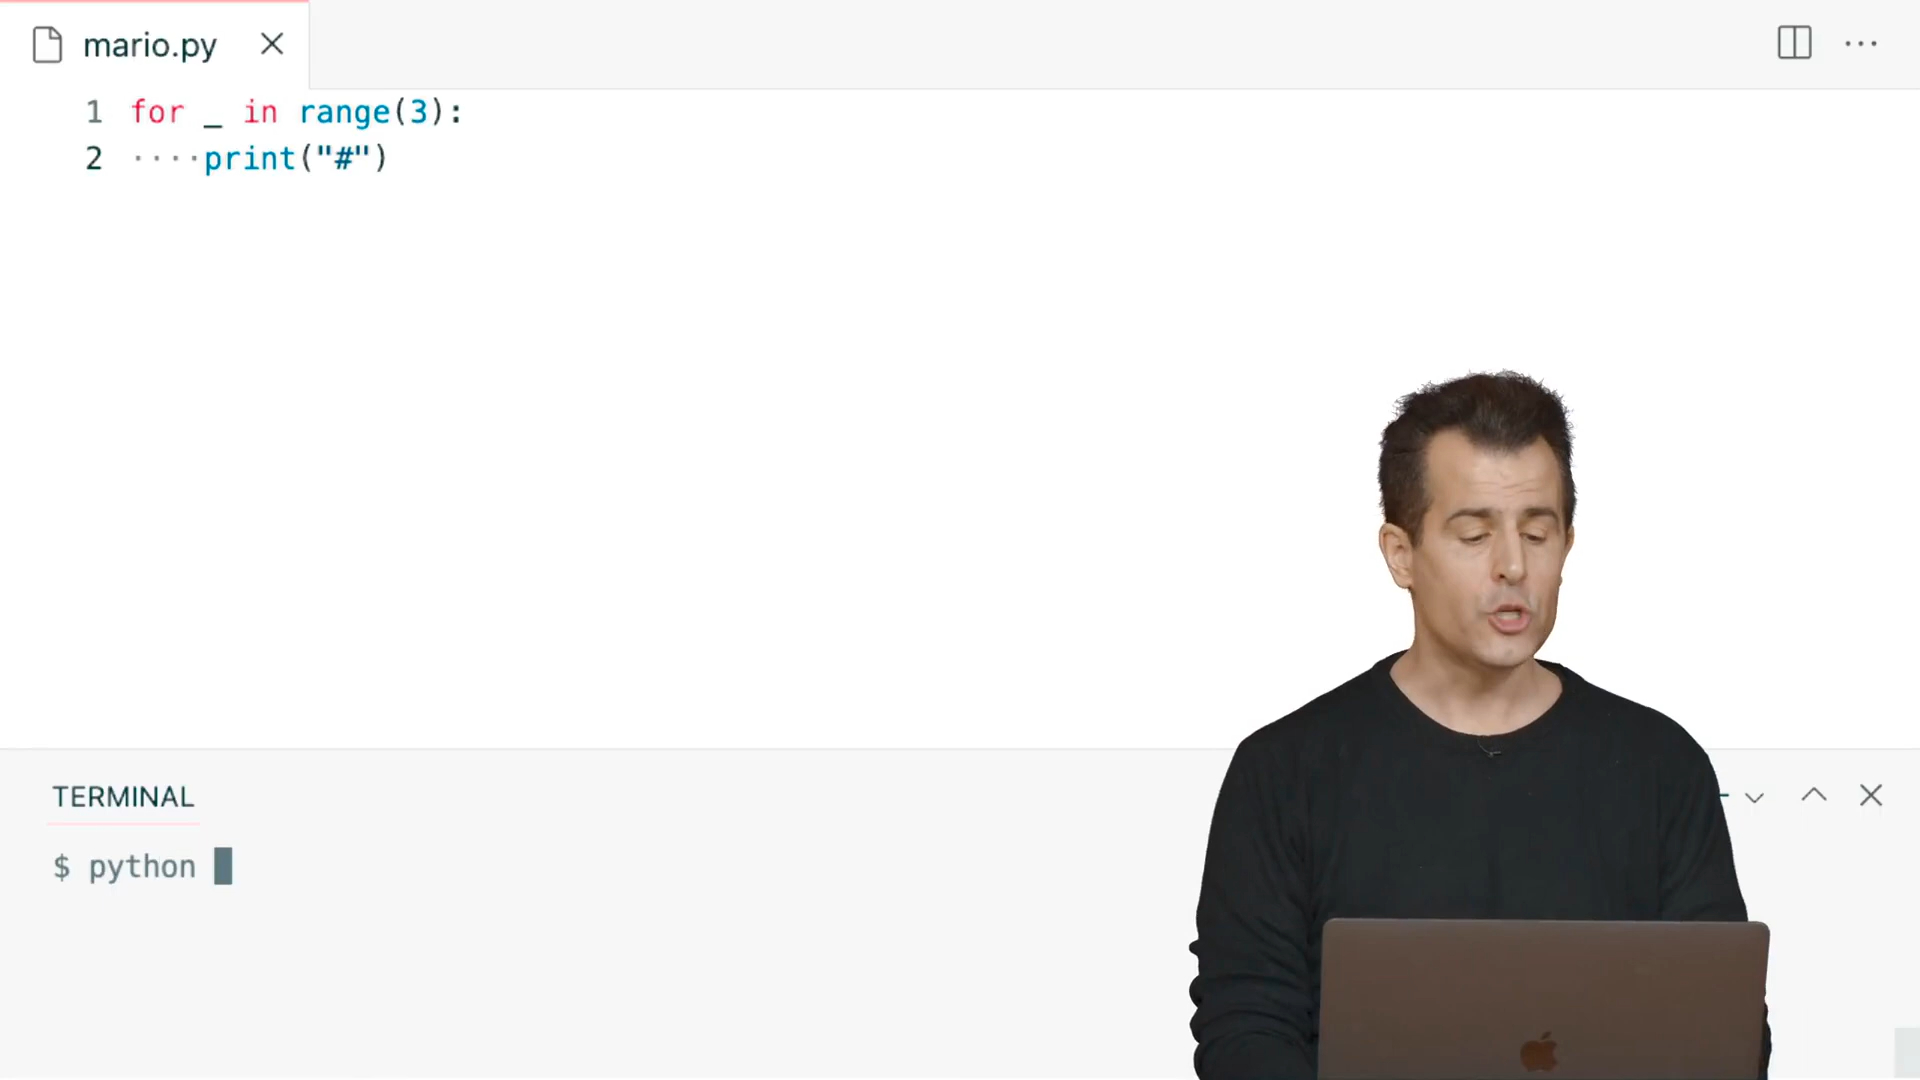 mario.py
1 for _ in range(3):
2 ····print("#")
TERMINAL
$ python